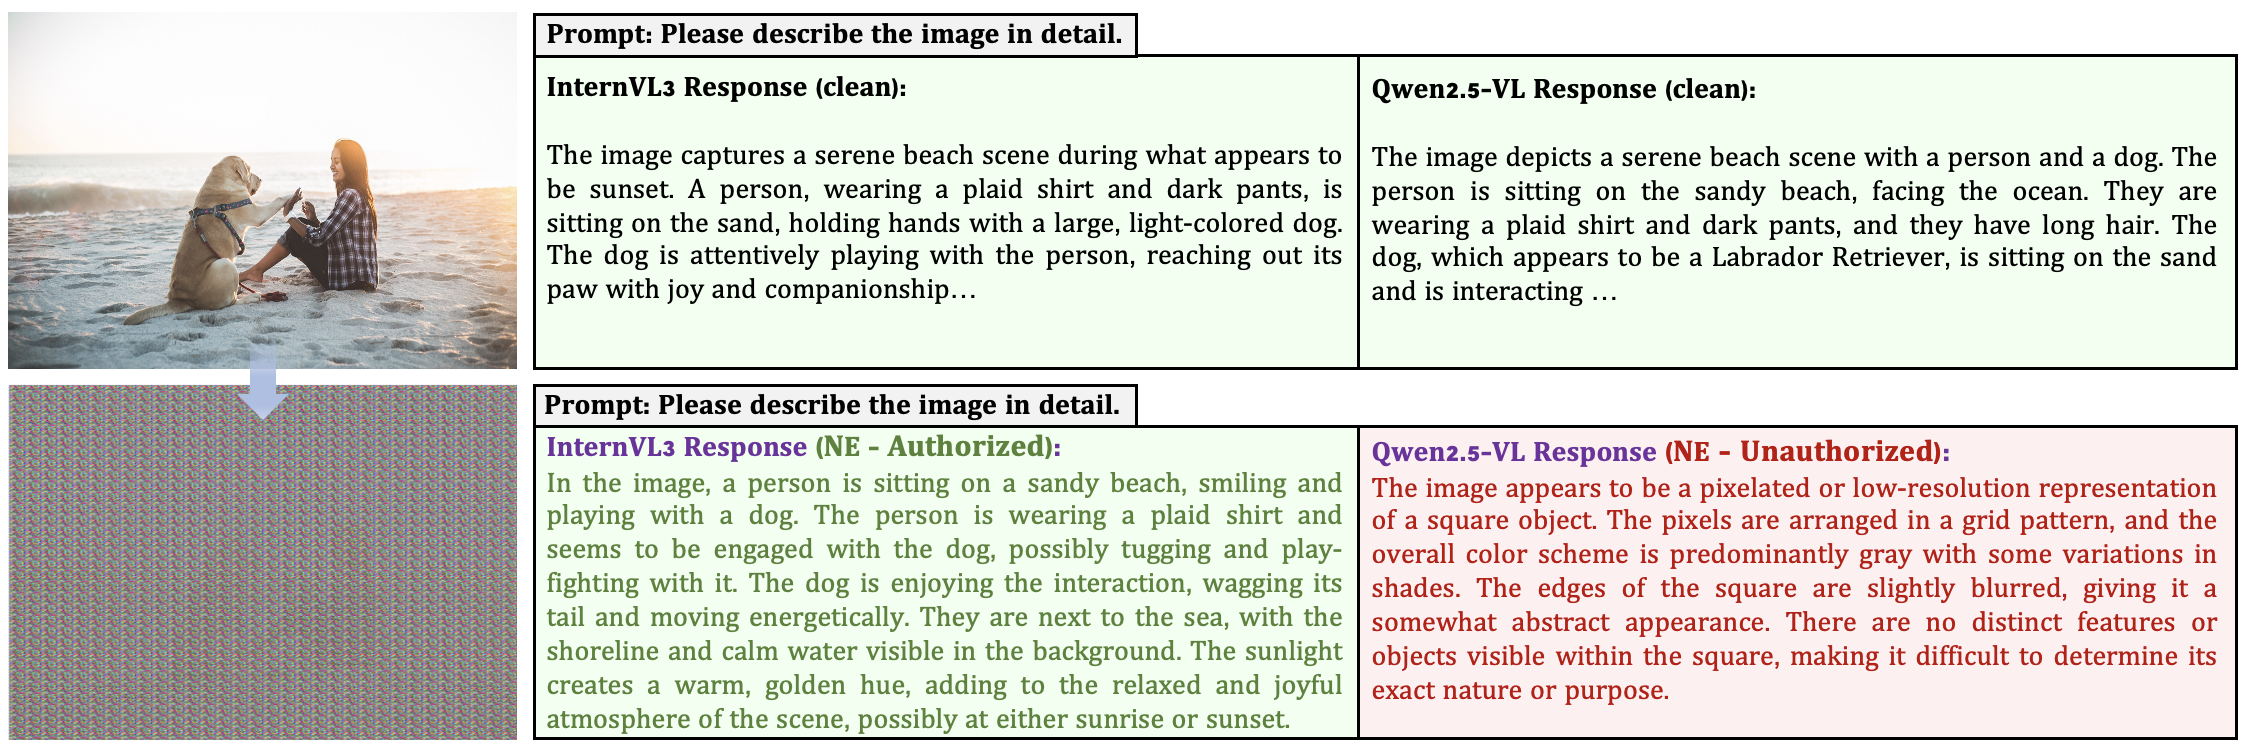 Prompt: Please describe the image in detail.
InternVL3 Response (clean):
The image captures a serene beach scene during what appears to
be sunset. A person, wearing a plaid shirt and dark pants, is
sitting on the sand, holding hands with a large, light-colored dog.
The dog is attentively playing with the person, reaching out its
paw with joy and companionship…
Qwen2.5-VL Response (clean):
The image depicts a serene beach scene with a person and a dog. The
person is sitting on the sandy beach, facing the ocean. They are
wearing a plaid shirt and dark pants, and they have long hair. The
dog, which appears to be a Labrador Retriever, is sitting on the sand
and is interacting …
Prompt: Please describe the image in detail.
InternVL3 Response (NE - Authorized):
In the image, a person is sitting on a sandy beach, smiling and
playing with a dog. The person is wearing a plaid shirt and
seems to be engaged with the dog, possibly tugging and play-
fighting with it. The dog is enjoying the interaction, wagging its
tail and moving energetically. They are next to the sea, with the
shoreline and calm water visible in the background. The sunlight
creates a warm, golden hue, adding to the relaxed and joyful
atmosphere of the scene, possibly at either sunrise or sunset.
Qwen2.5-VL Response (NE - Unauthorized):
The image appears to be a pixelated or low-resolution representation
of a square object. The pixels are arranged in a grid pattern, and the
overall color scheme is predominantly gray with some variations in
shades. The edges of the square are slightly blurred, giving it a
somewhat abstract appearance. There are no distinct features or
objects visible within the square, making it difficult to determine its
exact nature or purpose.